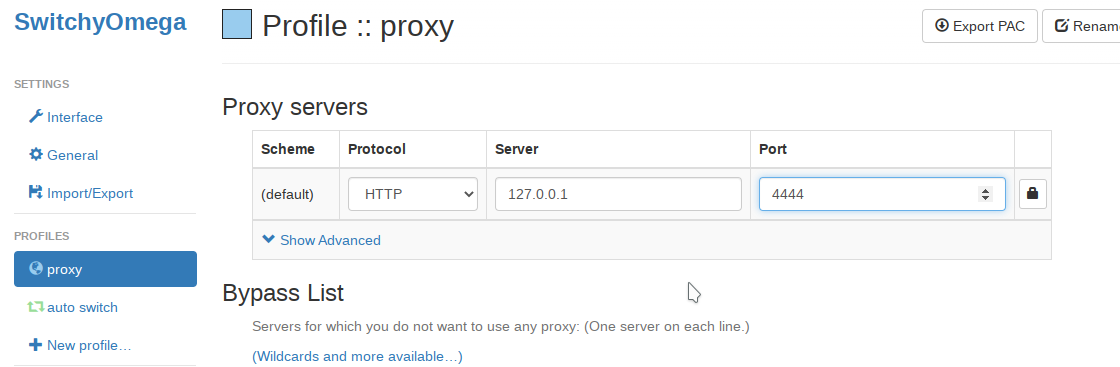 SwitchyOmega
SETTINGS
Interface
General
Import/Export
PROFILES
proxy
auto switch
New profile…
Profile :: proxy
Export PAC
Renam
Proxy servers
Scheme Protocol Server Port
(default) HTTP 127.0.0.1 4444
Show Advanced
Bypass List
Servers for which you do not want to use any proxy: (One server on each line.)
(Wildcards and more available…)